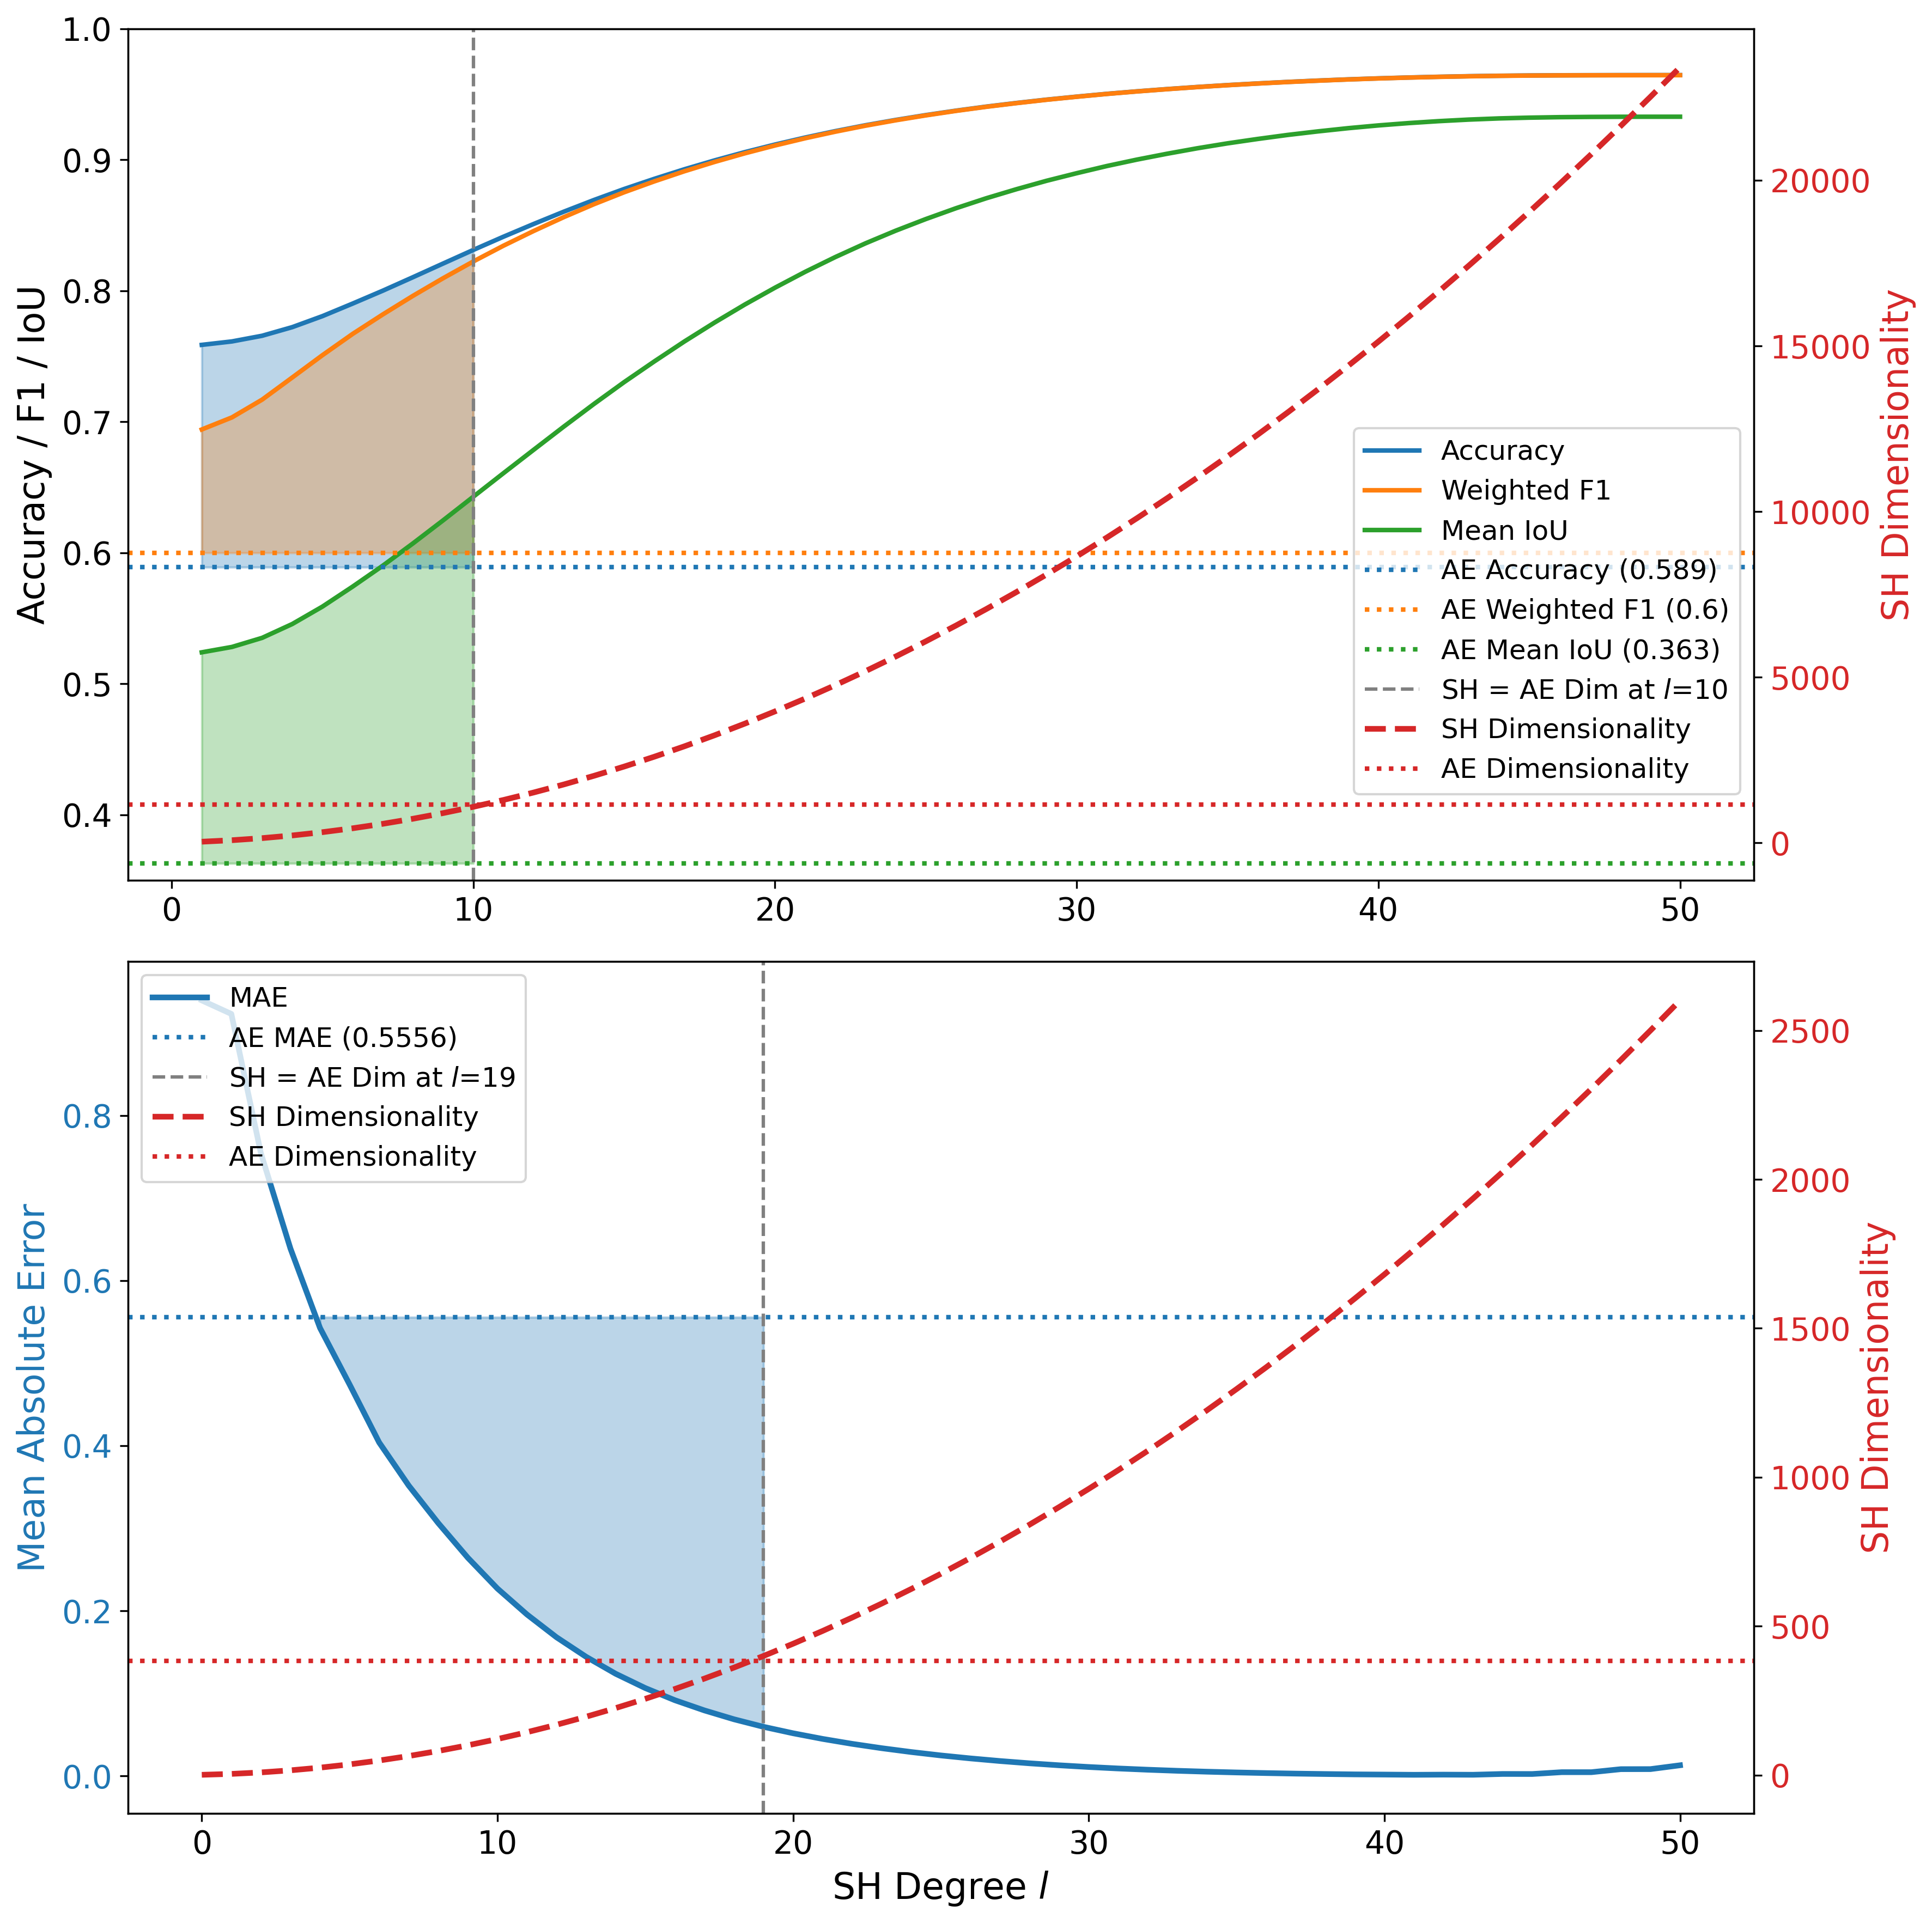 1.0
0.9
0.8
0.7
0.6
0.5
0.4
Accuracy / F1 / IoU
20000
15000
10000
5000
0
SH Dimensionality
Accuracy
Weighted F1
Mean IoU
AE Accuracy (0.589)
AE Weighted F1 (0.6)
AE Mean IoU (0.363)
SH = AE Dim at l=10
SH Dimensionality
AE Dimensionality
0 10 20 30 40 50
MAE
AE MAE (0.5556)
SH = AE Dim at l=19
SH Dimensionality
AE Dimensionality
0.8
0.6
0.4
0.2
0.0
Mean Absolute Error
2500
2000
1500
1000
500
0
SH Dimensionality
0 10 20 30 40 50
SH Degree l